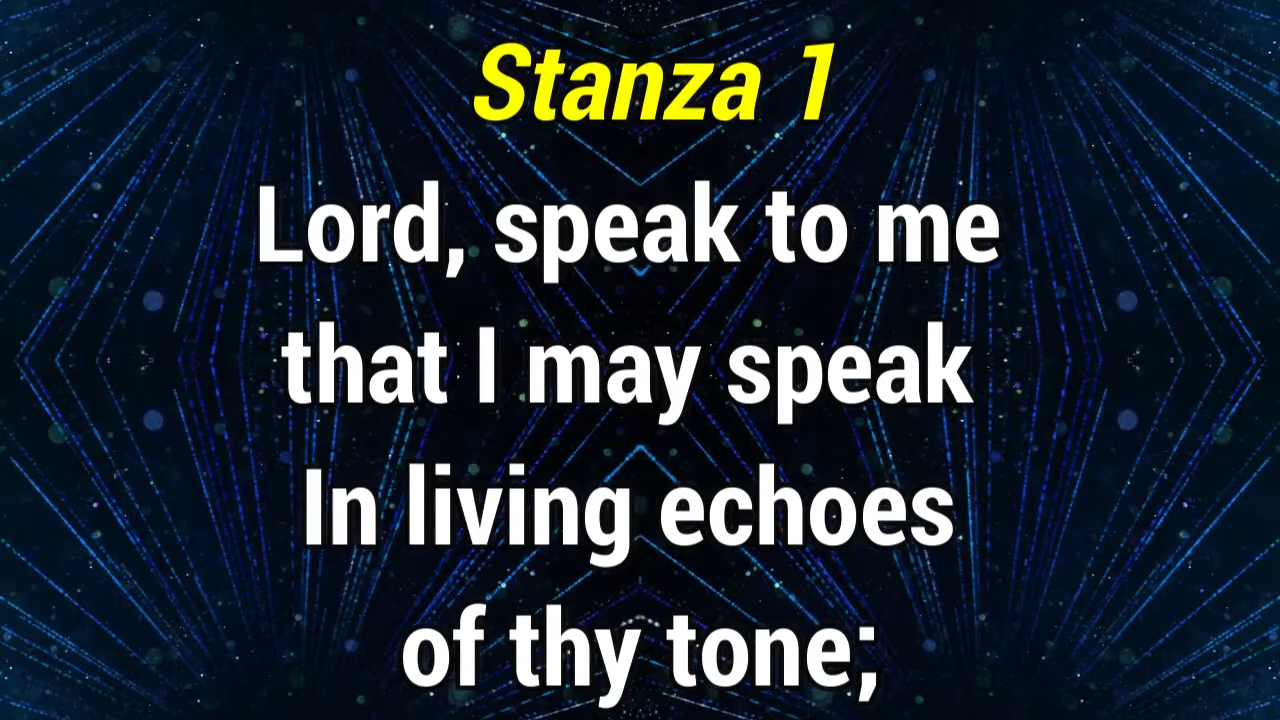 Stanza 1
Lord, speak to me
that I may speak
In living echoes
of thy tone;